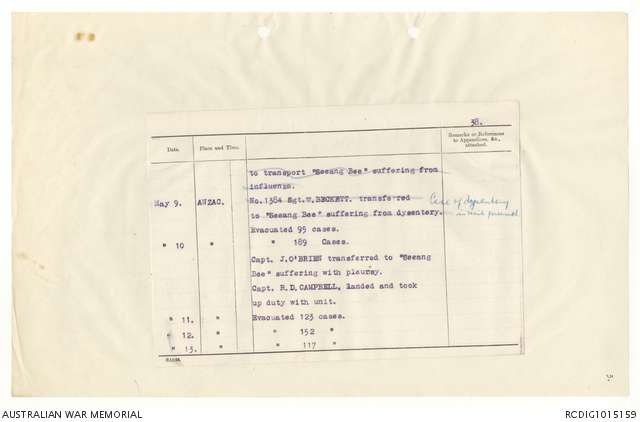 38.
Date. Place and Time. Remarks or References to Appendices, &c., attached.
to transport "Seeang Bee" suffering from
influenza.
May 9. ANZAC. No.1384 Sgt.W.BECKETT. transferred
to "Seeang Bee" suffering from dysentery. Case of dysentery
Evacuated 95 cases.
" 10 " " 189 Cases.
Capt. J.O'BRIEN transferred to "Seeang
Bee" suffering with pleurisy.
Capt. R.D.CAMPBELL, Landed and took
up duty with unit.
" 11. " Evacuated 123 cases.
" 12. " " 152 "
" 13. " " 117 "
AUSTRALIAN WAR MEMORIAL
RCDIG1015159